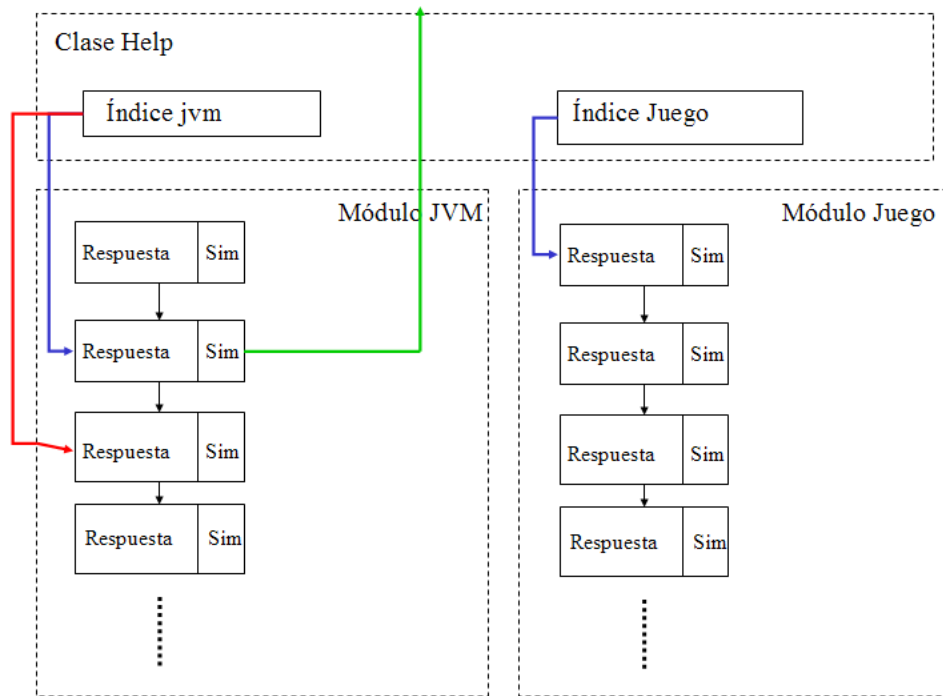 Clase Help
Índice jvm
Índice Juego
Módulo JVM
Respuesta Sim
Respuesta Sim
Respuesta Sim
Respuesta Sim
Módulo Juego
Respuesta Sim
Respuesta Sim
Respuesta Sim
Respuesta Sim